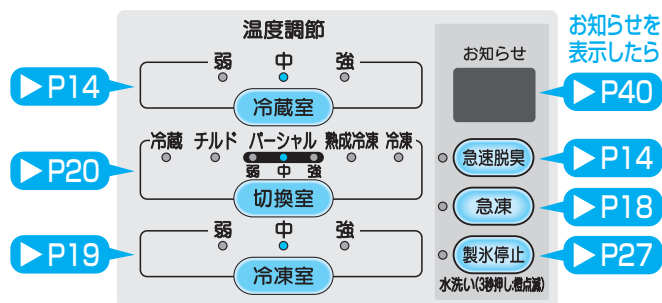 温度調節
お知らせを
表示したら
お知らせ
弱 中 強
▶P14
冷蔵室
▶P40
冷蔵 チルド パーシャル 熟成冷凍 冷凍
弱 中 強
▶P20
切換室
急速脱臭
▶P14
急凍
▶P18
弱 中 強
▶P19
冷凍室
製氷停止
▶P27
水洗い(3秒押し:橙点滅)